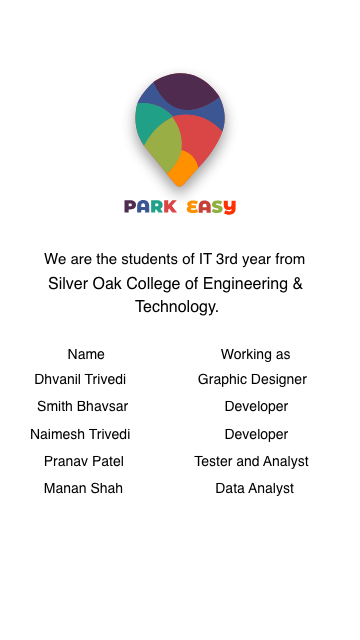 PARK EASY
We are the students of IT 3rd year from
Silver Oak College of Engineering &
Technology.
Name Working as
Dhvanil Trivedi Graphic Designer
Smith Bhavsar Developer
Naimesh Trivedi Developer
Pranav Patel Tester and Analyst
Manan Shah Data Analyst